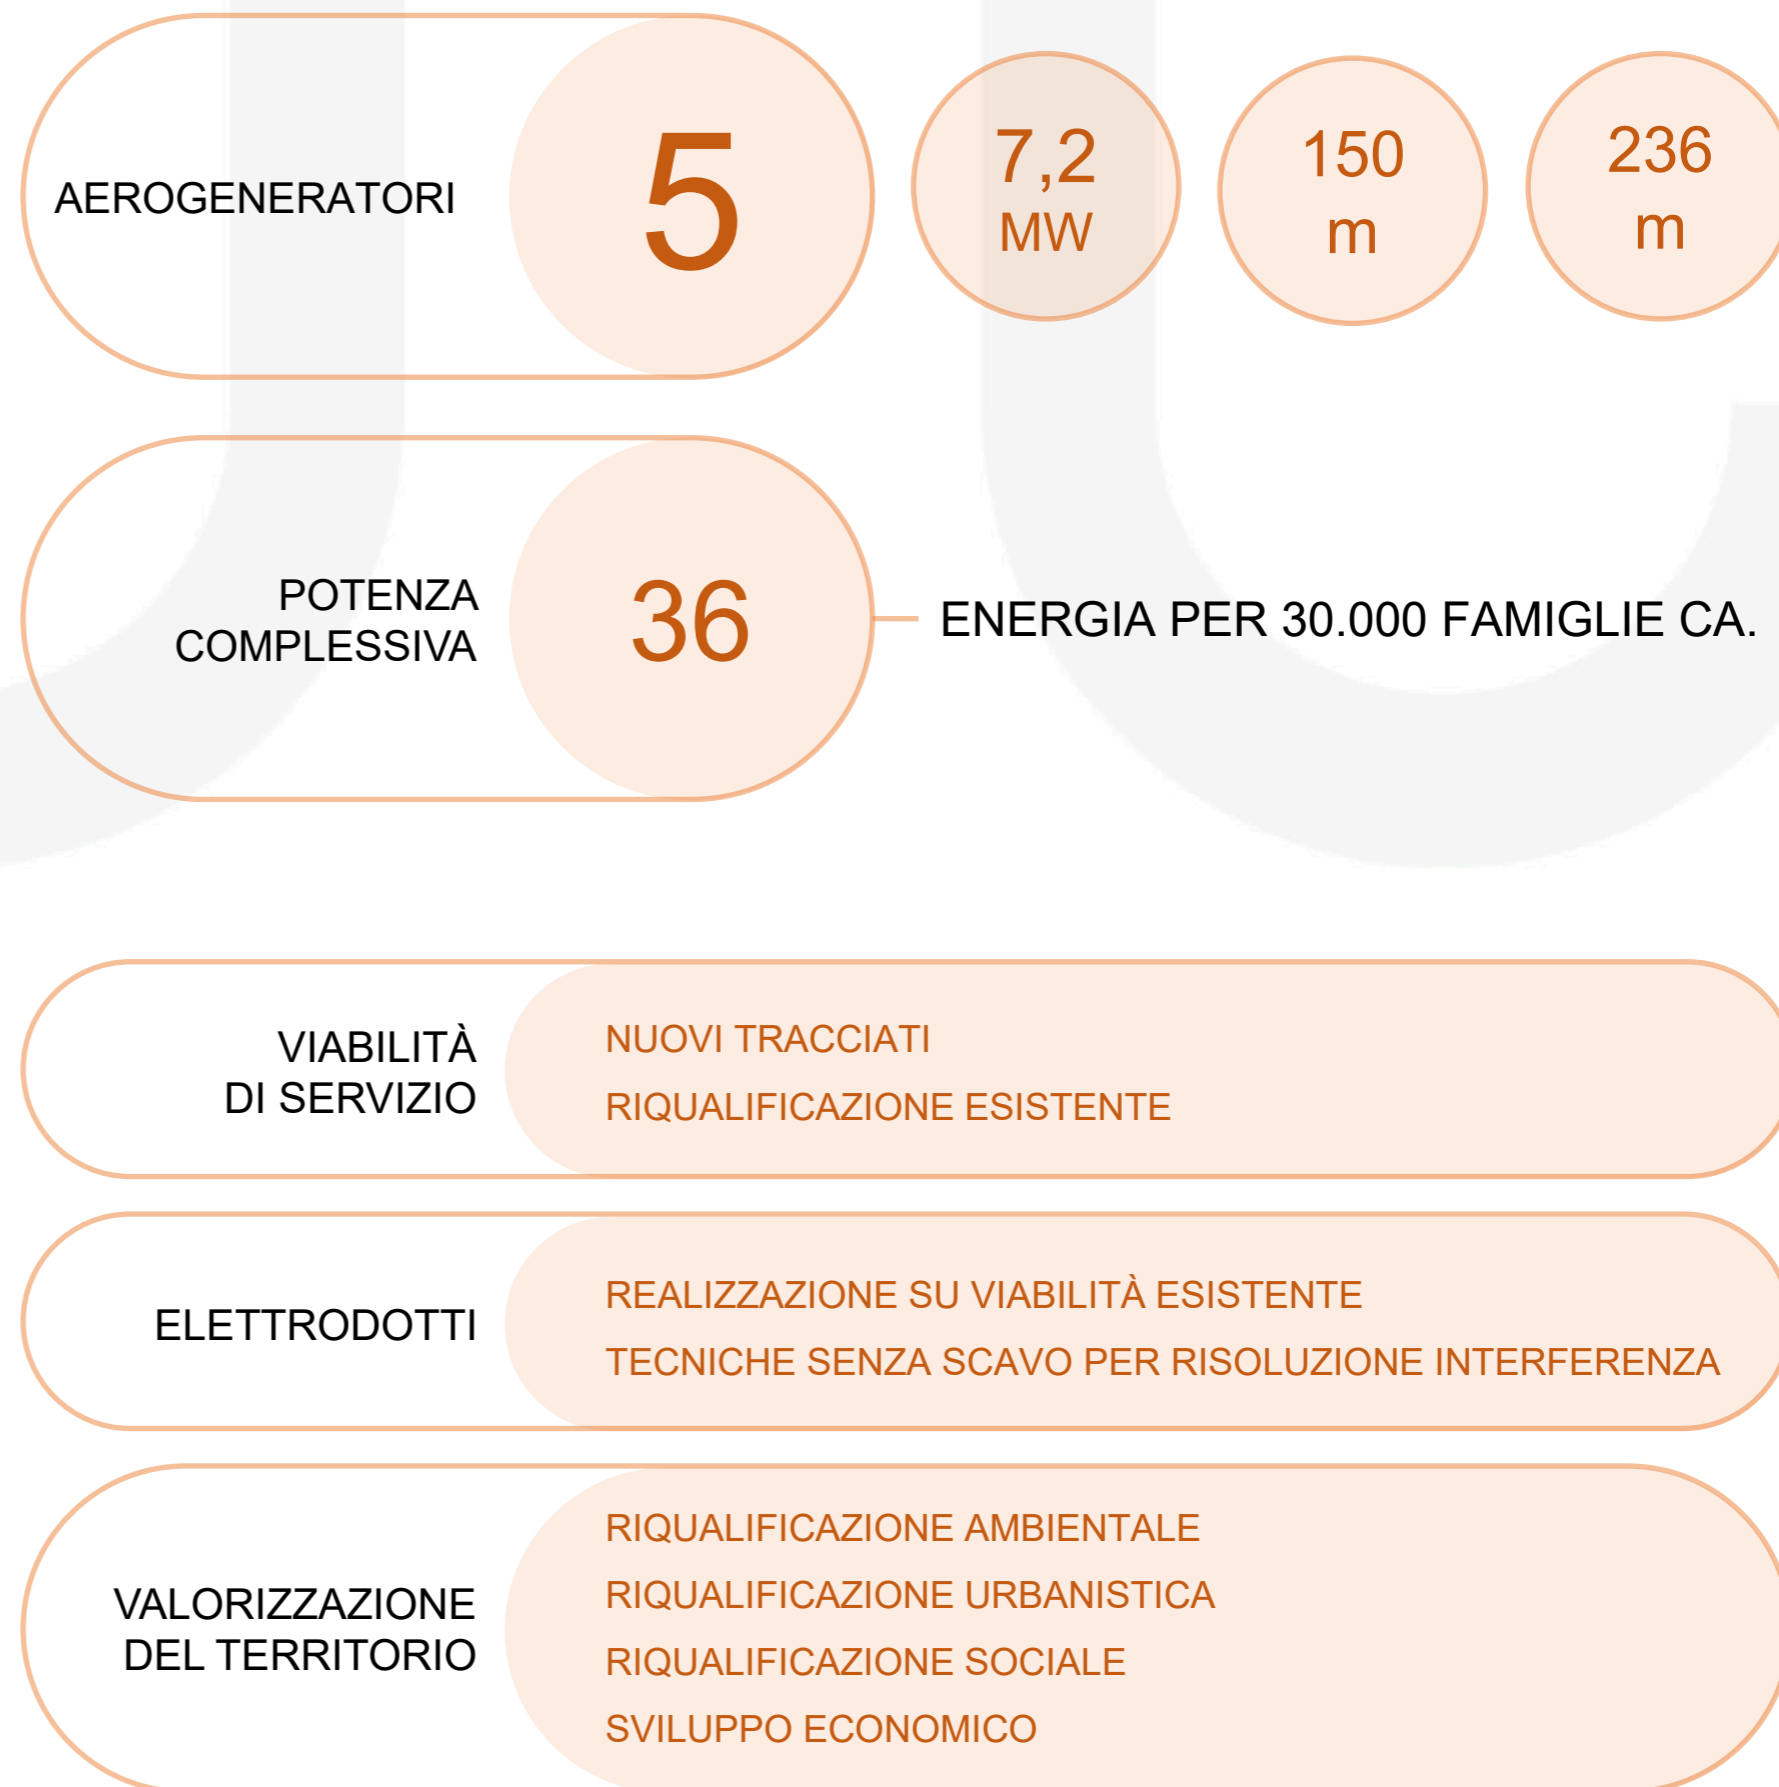 AEROGENERATORI
5
7,2
MW
150
m
236
m
POTENZA
COMPLESSIVA
36
ENERGIA PER 30.000 FAMIGLIE CA.
VIABILITÀ
DI SERVIZIO
NUOVI TRACCIATI
RIQUALIFICAZIONE ESISTENTE
ELETTRODOTTI
REALIZZAZIONE SU VIABILITÀ ESISTENTE
TECNICHE SENZA SCAVO PER RISOLUZIONE INTERFERENZA
VALORIZZAZIONE
DEL TERRITORIO
RIQUALIFICAZIONE AMBIENTALE
RIQUALIFICAZIONE URBANISTICA
RIQUALIFICAZIONE SOCIALE
SVILUPPO ECONOMICO